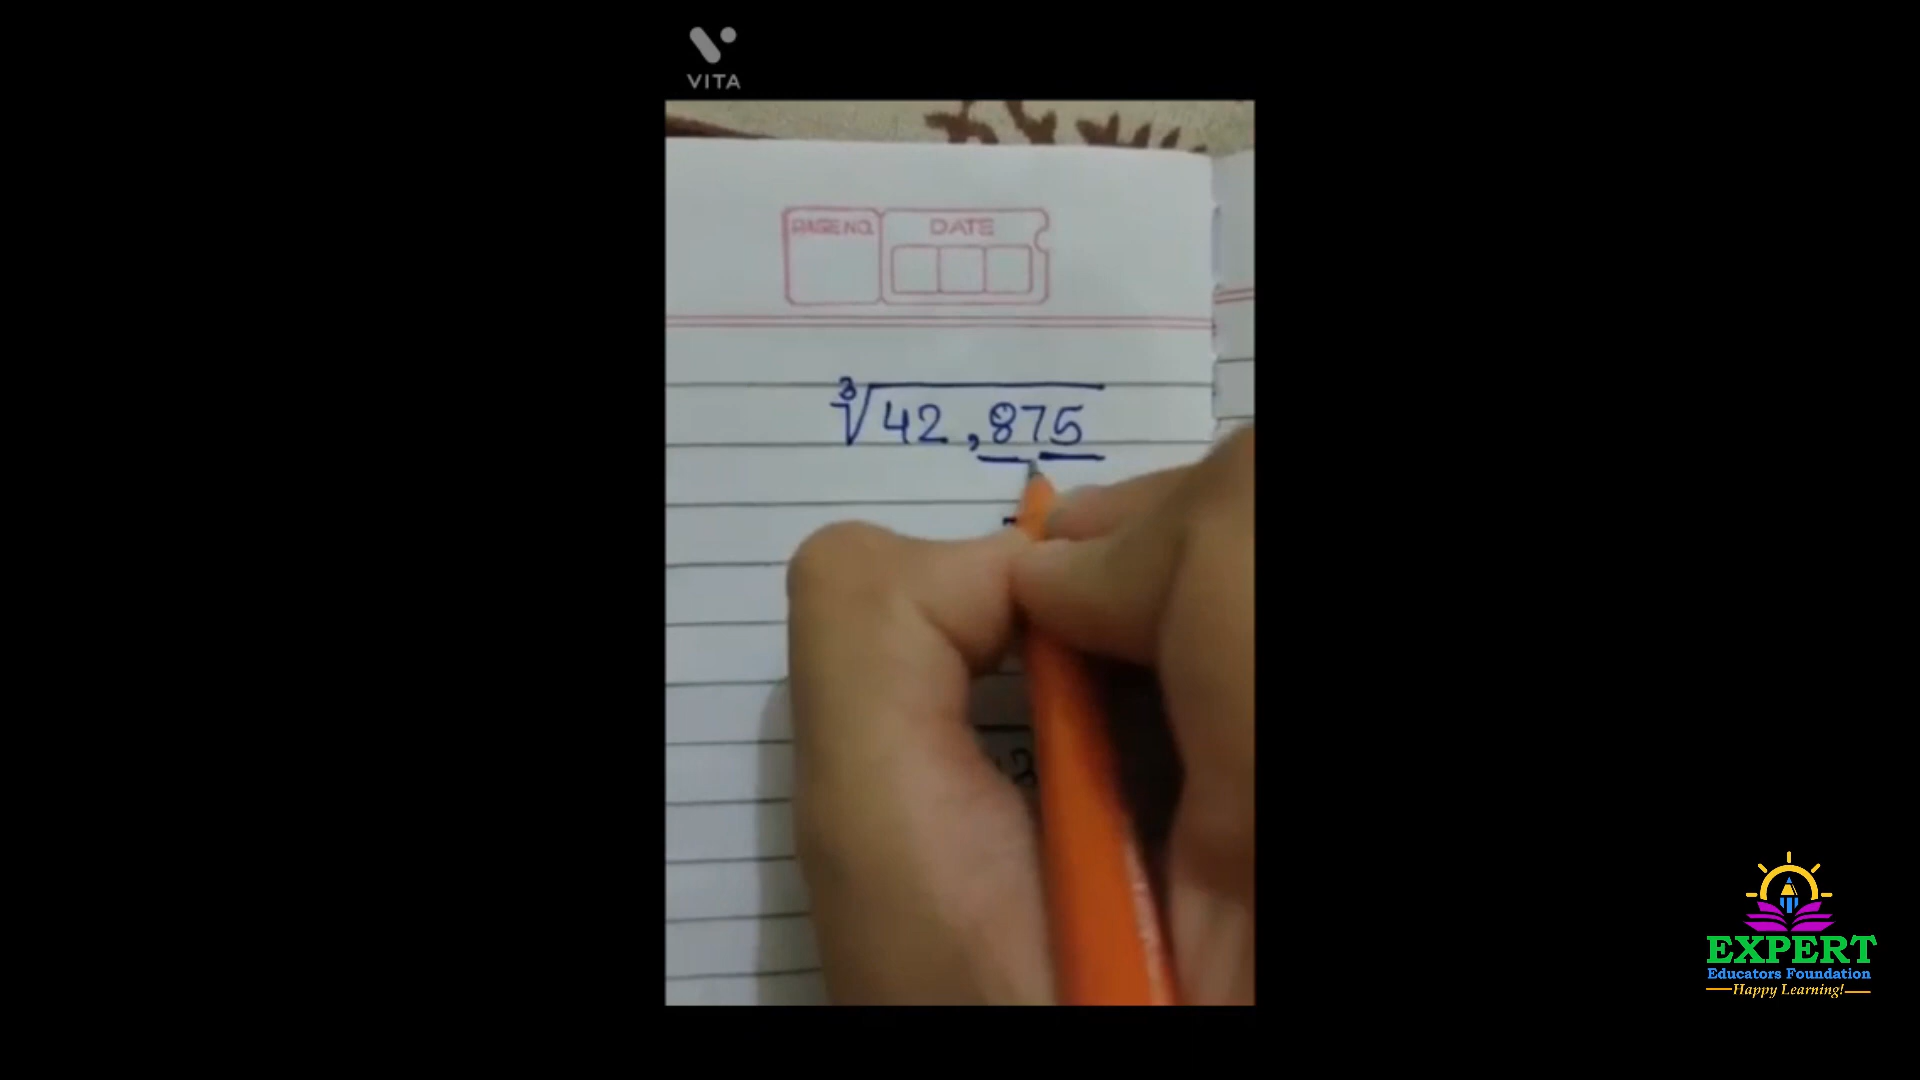 VITA
PAGE NO.
DATE
∛42,875
EXPERT
Educators Foundation
Happy Learning!